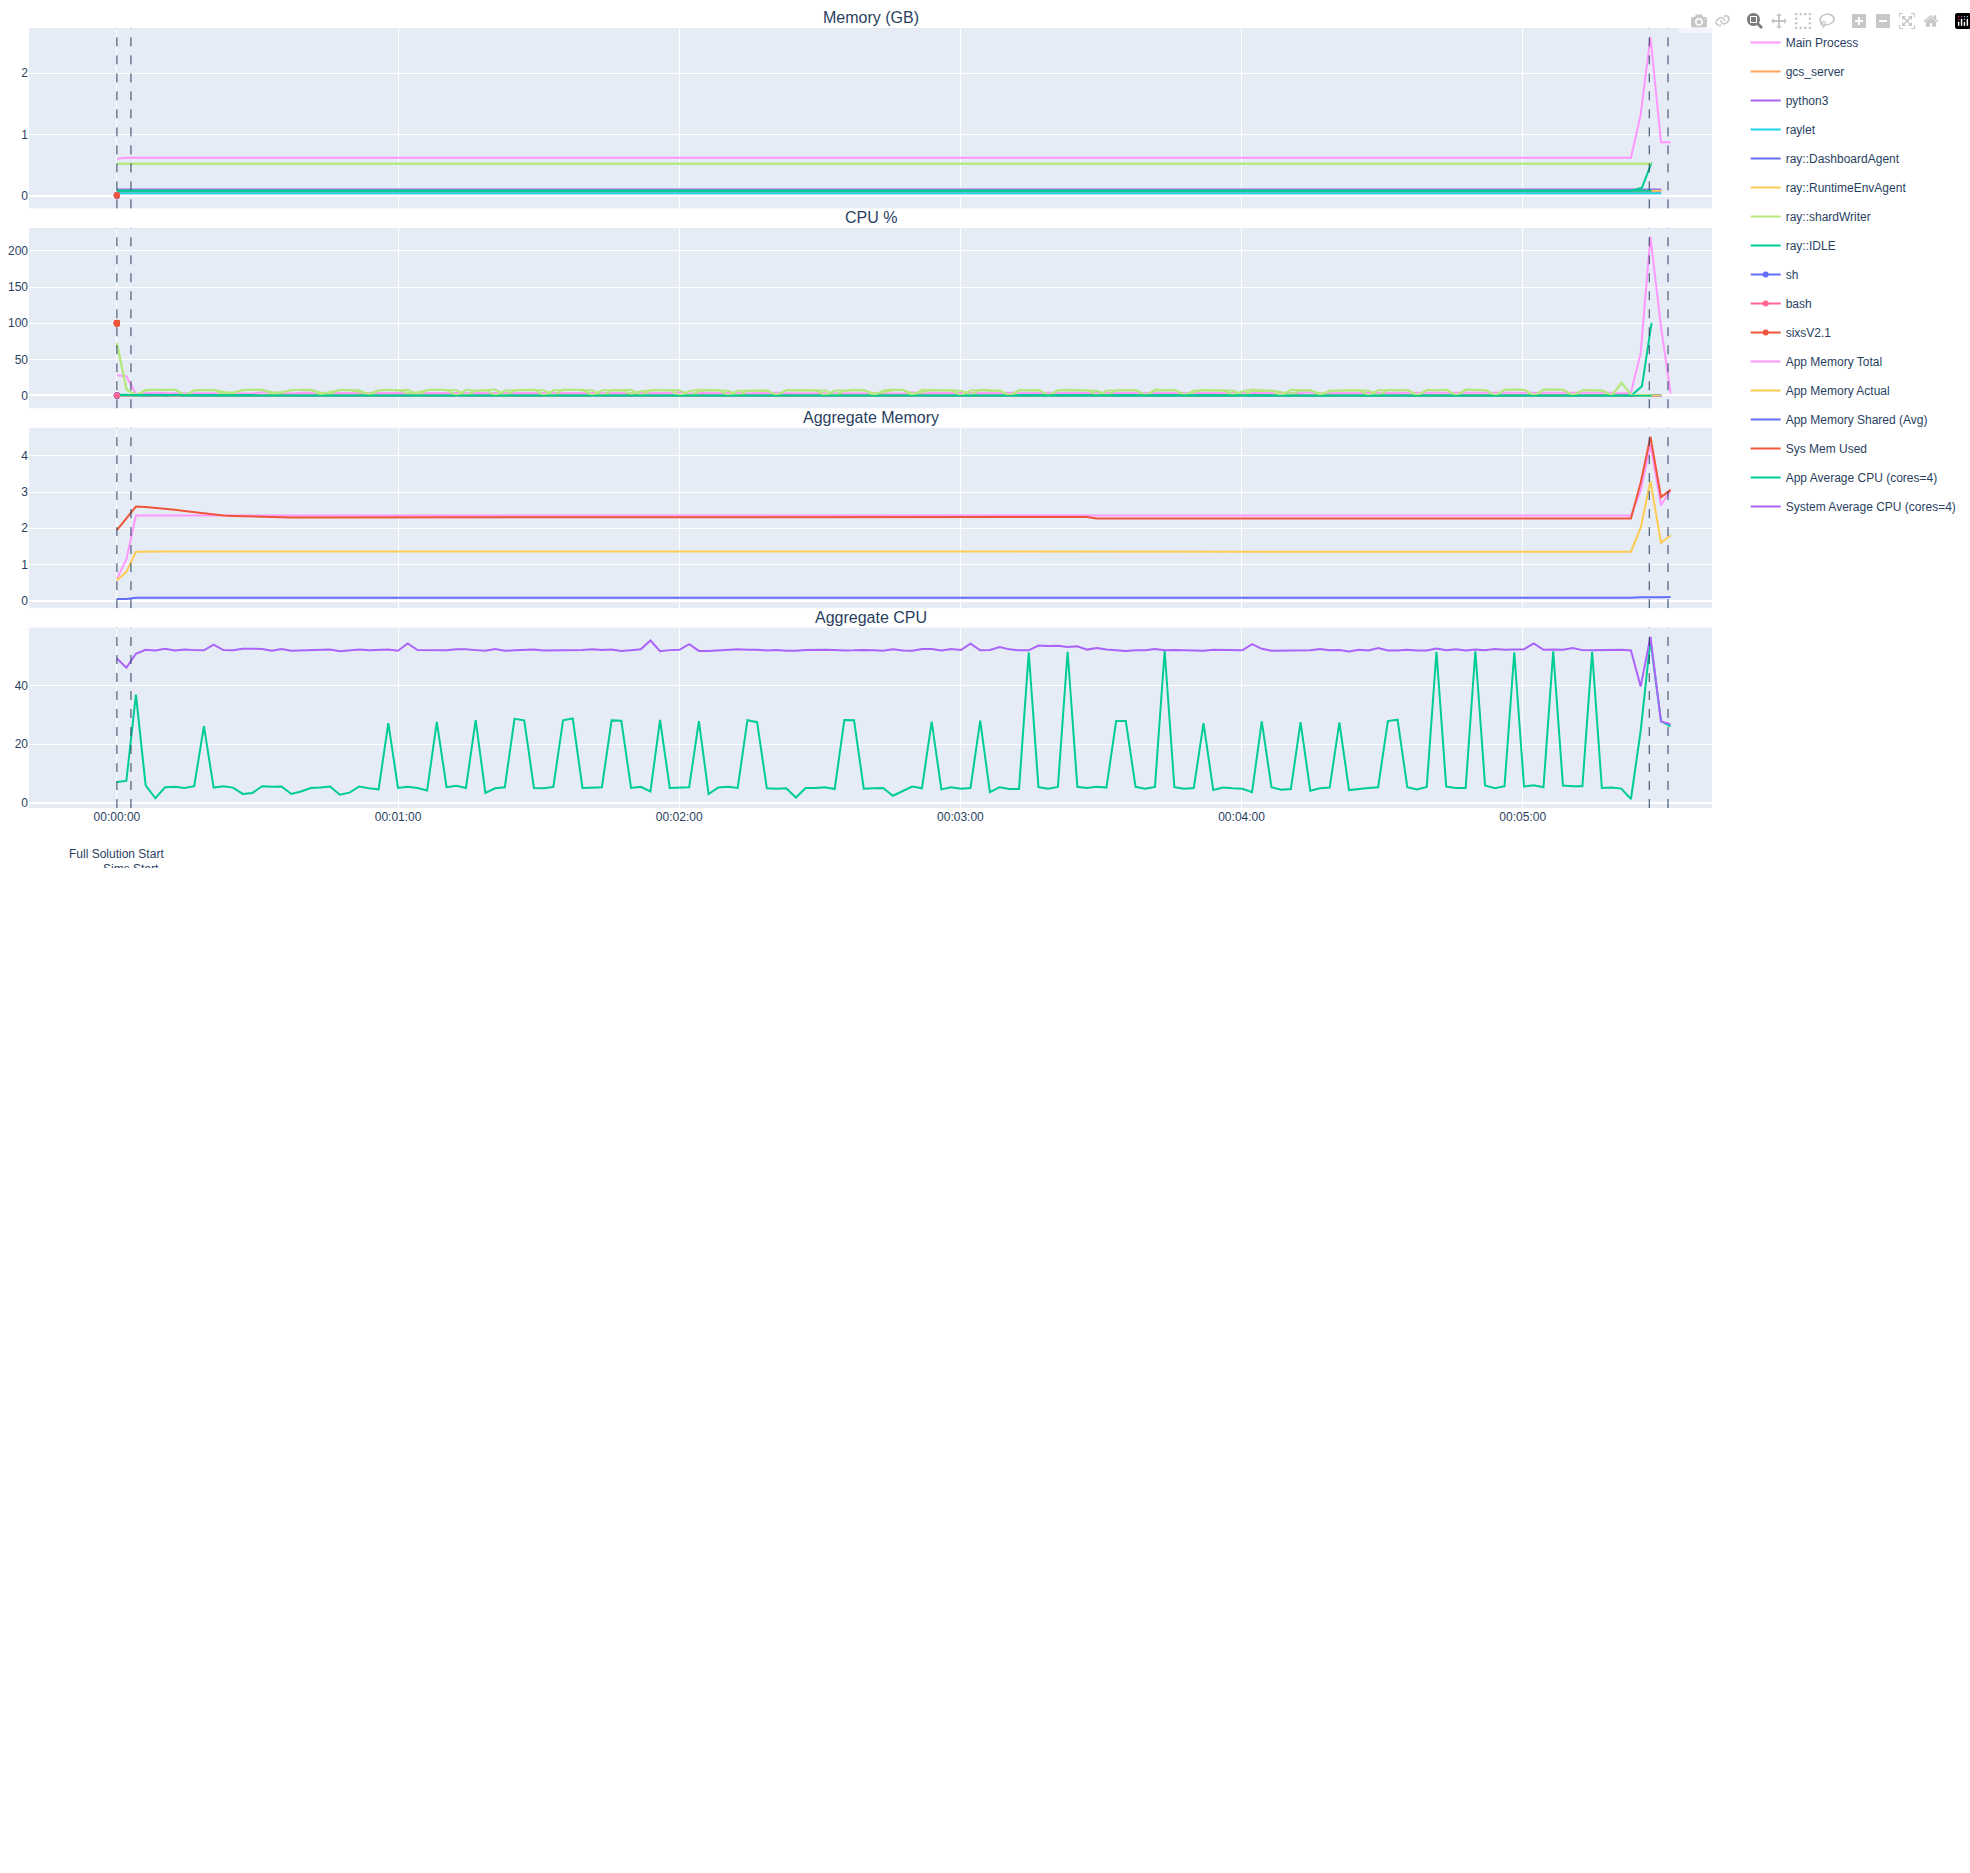 Memory (GB)
2
1
0
CPU %
200
150
100
50
0
Aggregate Memory
4
3
2
1
0
Aggregate CPU
40
20
0
00:00:00
00:01:00
00:02:00
00:03:00
00:04:00
00:05:00
Full Solution Start
Sims Start
Main Process
gcs_server
python3
raylet
ray::DashboardAgent
ray::RuntimeEnvAgent
ray::shardWriter
ray::IDLE
sh
bash
sixsV2.1
App Memory Total
App Memory Actual
App Memory Shared (Avg)
Sys Mem Used
App Average CPU (cores=4)
System Average CPU (cores=4)